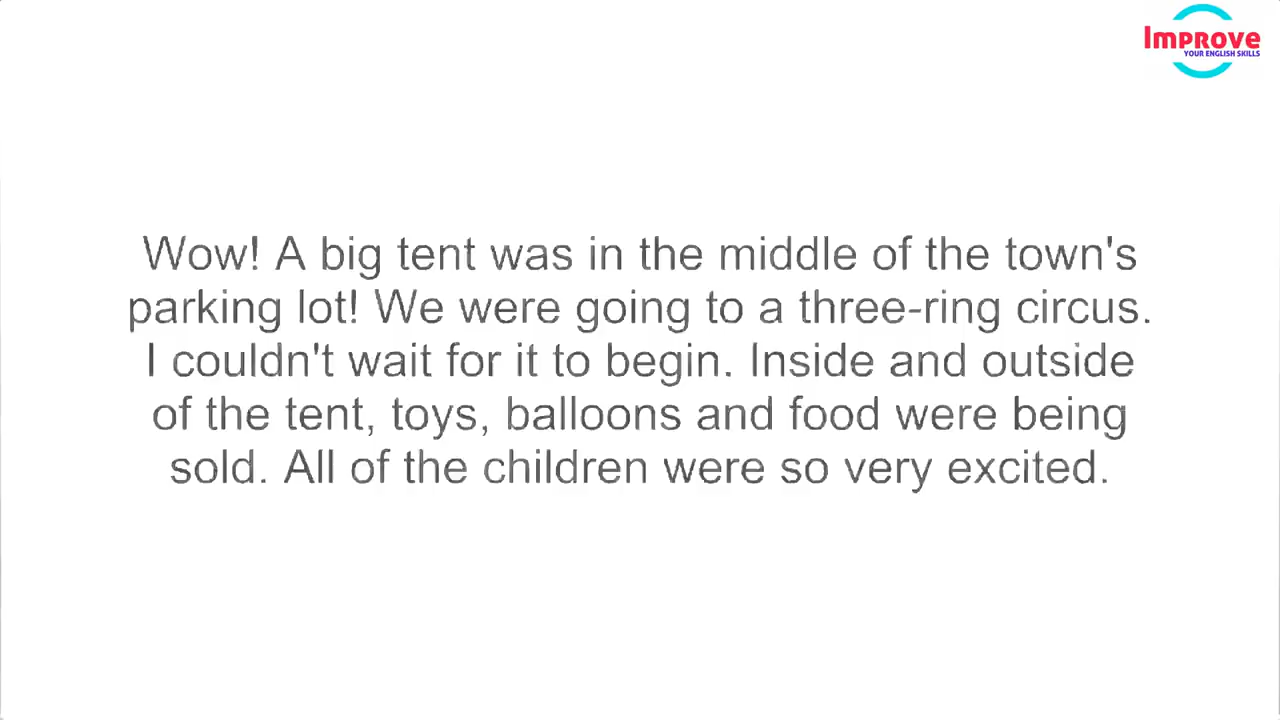 Improve
YOUR ENGLISH SKILLS
Wow! A big tent was in the middle of the town's
parking lot! We were going to a three-ring circus.
I couldn't wait for it to begin. Inside and outside
of the tent, toys, balloons and food were being
sold. All of the children were so very excited.